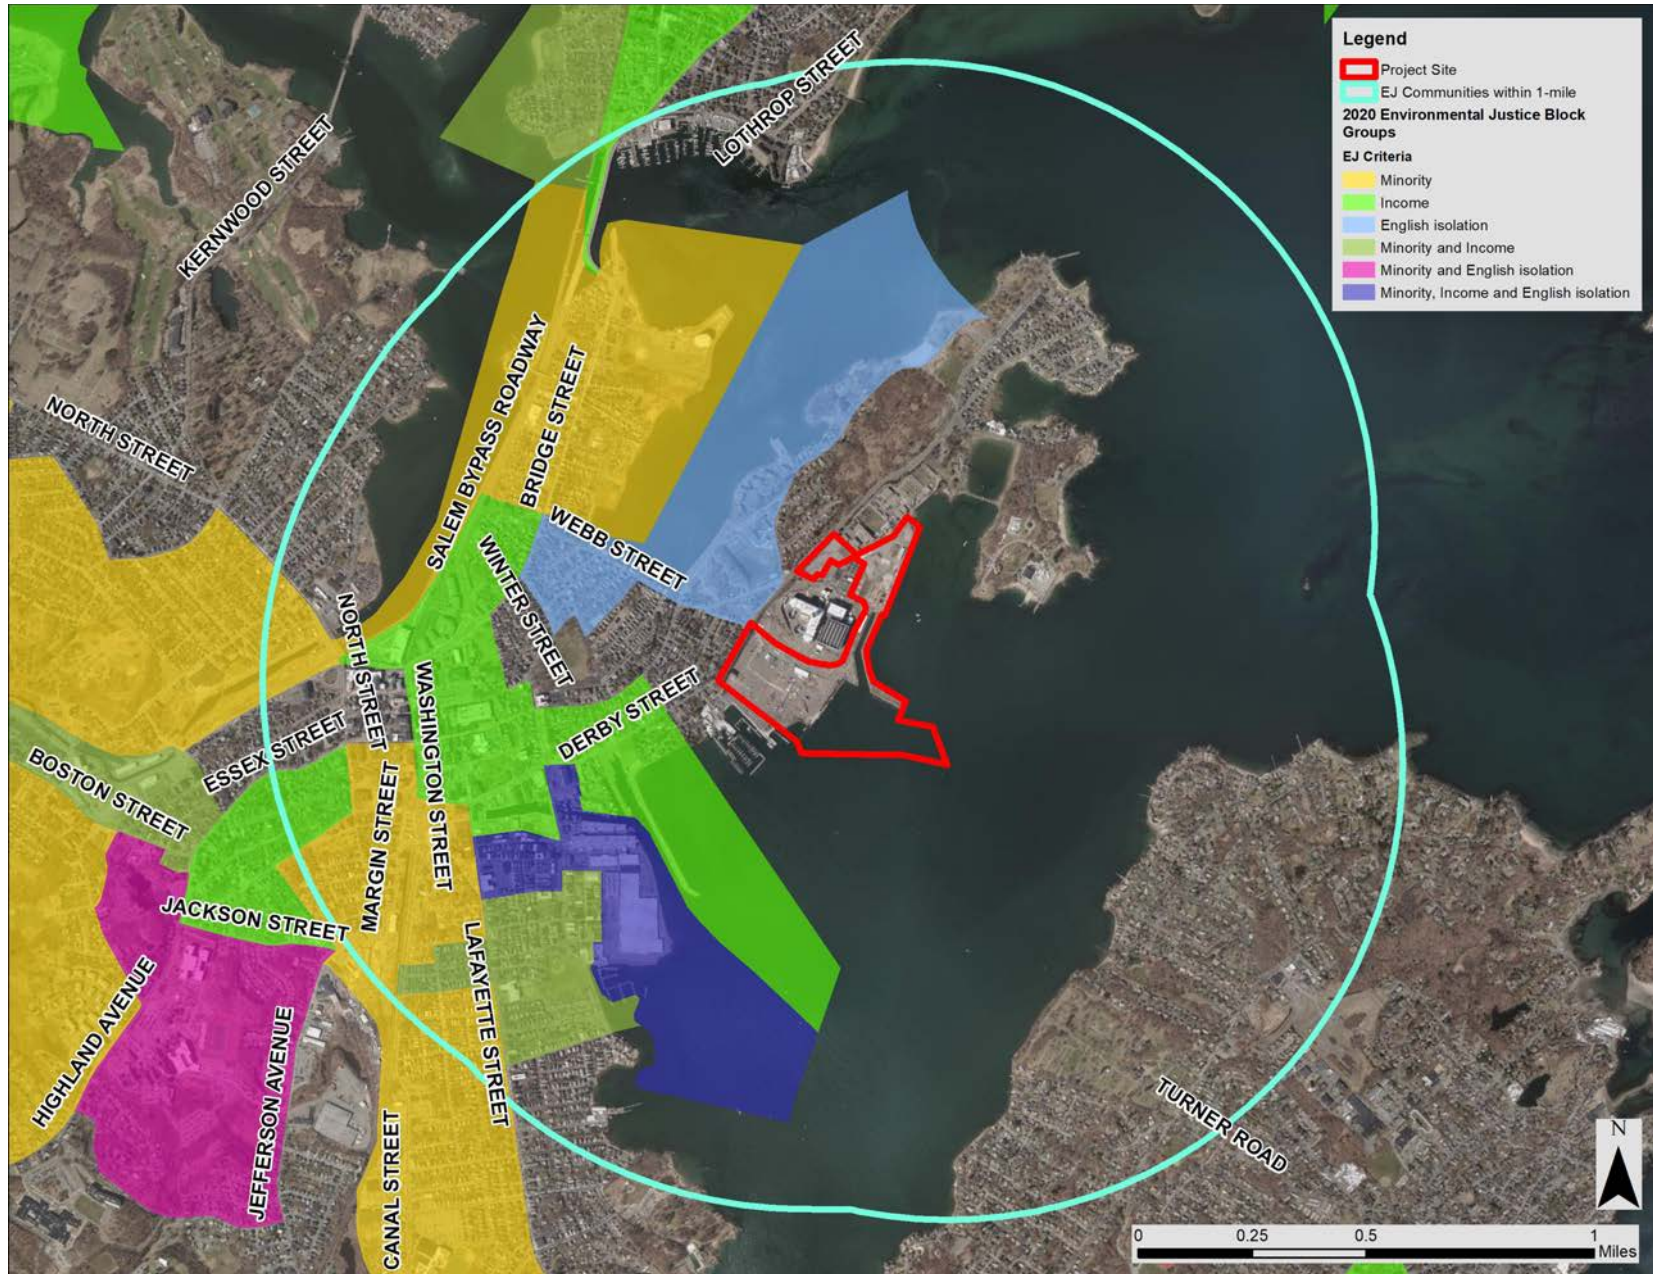 Legend
Project Site
EJ Communities within 1-mile
2020 Environmental Justice Block
Groups
EJ Criteria
Minority
Income
English isolation
Minority and Income
Minority and English isolation
Minority, Income and English isolation
LOTHROP STREET
KERNWOOD STREET
NORTH STREET
SALEM BYPASS ROADWAY
BRIDGE STREET
WEBB STREET
WINTER STREET
NORTH STREET
WASHINGTON STREET
DERBY STREET
ESSEX STREET
BOSTON STREET
MARGIN STREET
JACKSON STREET
LAFAYETTE STREET
HIGHLAND AVENUE
JEFFERSON AVENUE
CANAL STREET
TURNER ROAD
N
0 0.25 0.5 1
Miles